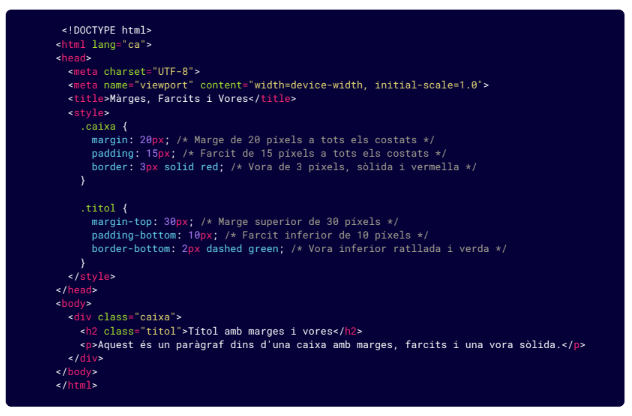 <!DOCTYPE html>
<html lang="ca">
<head>
<meta charset="UTF-8">
<meta name="viewport" content="width=device-width, initial-scale=1.0">
<title>Màrges, Farcits i Vores</title>
<style>
.caixa {
margin: 20px; /* Marge de 20 píxels a tots els costats */
padding: 15px; /* Farcit de 15 píxels a tots els costats */
border: 3px solid red; /* Vora de 3 píxels, sòlida i vermella */
}
.titol {
margin-top: 30px; /* Marge superior de 30 píxels */
padding-bottom: 10px; /* Farcit inferior de 10 píxels */
border-bottom: 2px dashed green; /* Vora inferior ratllada i verda */
}
</style>
</head>
<body>
<div class="caixa">
<h2 class="titol">Títol amb marges i vores</h2>
<p>Aquest és un paràgraf dins d'una caixa amb marges, farcits i una vora sòlida.</p>
</div>
</body>
</html>